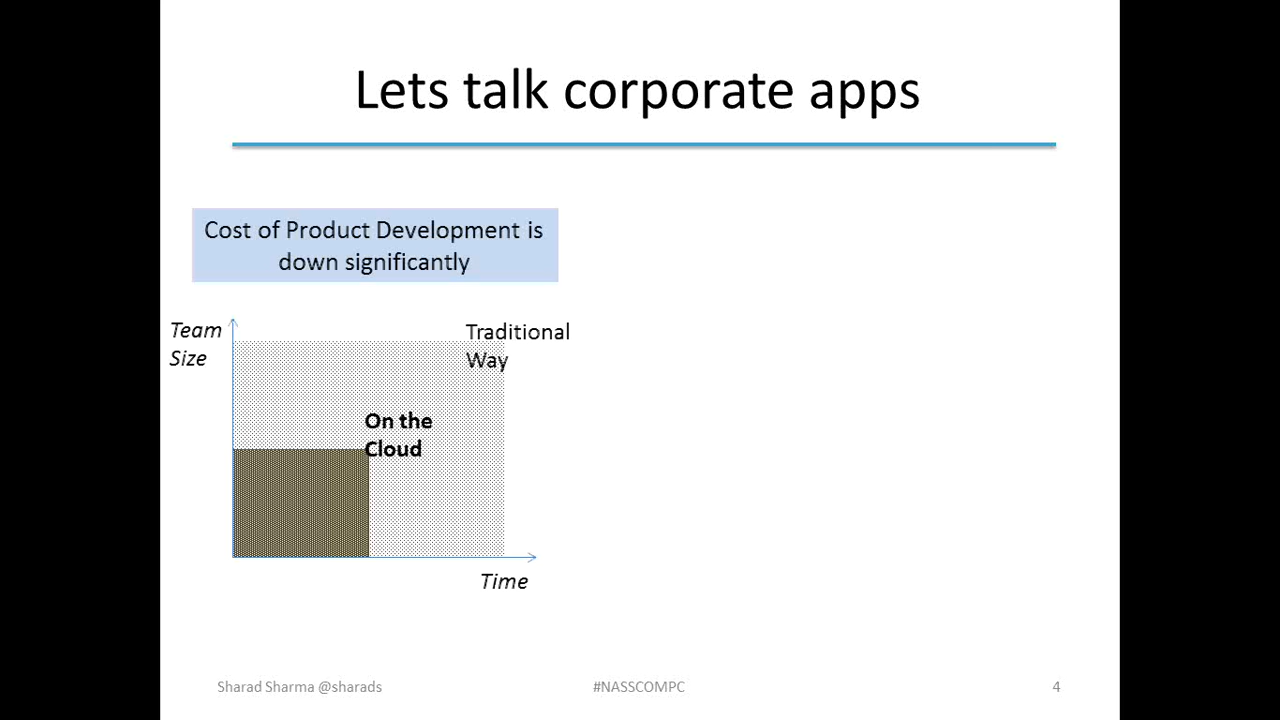 Lets talk corporate apps
Cost of Product Development is
down significantly
Team
Size
Traditional
Way
On the
Cloud
Time
Sharad Sharma @sharads
#NASSCOMPC
4